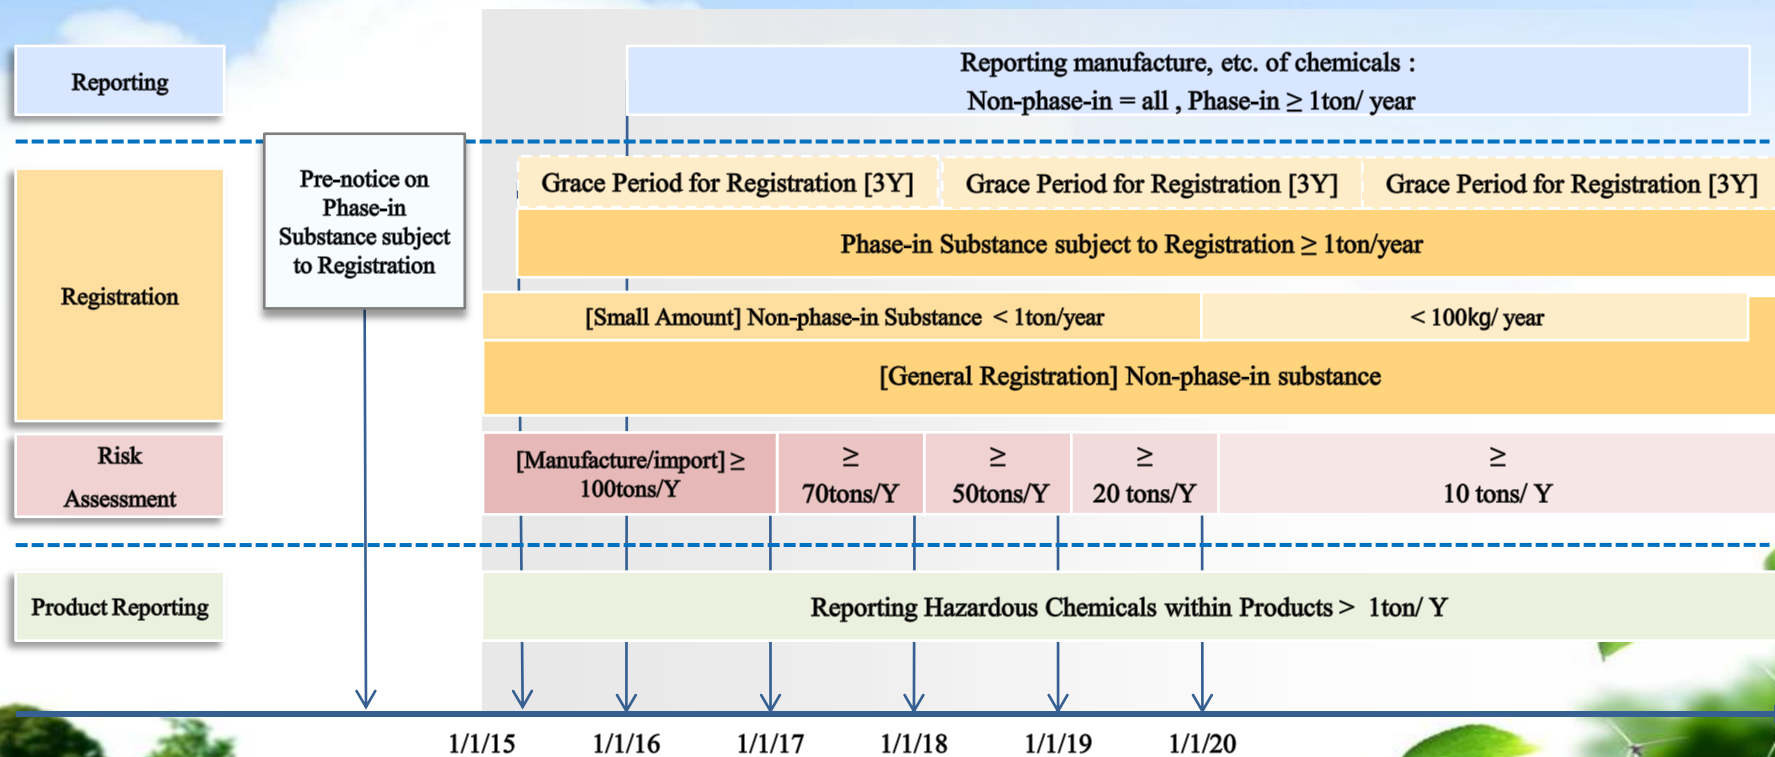 Reporting
Reporting manufacture, etc. of chemicals :
Non-phase-in = all , Phase-in ≥ 1ton/ year
Pre-notice on
Phase-in
Substance subject
to Registration
Registration
Grace Period for Registration [3Y]
Grace Period for Registration [3Y]
Grace Period for Registration [3Y]
Phase-in Substance subject to Registration ≥ 1ton/year
[Small Amount] Non-phase-in Substance < 1ton/year
< 100kg/ year
[General Registration] Non-phase-in substance
Risk
Assessment
[Manufacture/import] ≥
100tons/Y
≥
70tons/Y
≥
50tons/Y
≥
20 tons/Y
≥
10 tons/ Y
Product Reporting
Reporting Hazardous Chemicals within Products > 1ton/ Y
1/1/15
1/1/16
1/1/17
1/1/18
1/1/19
1/1/20